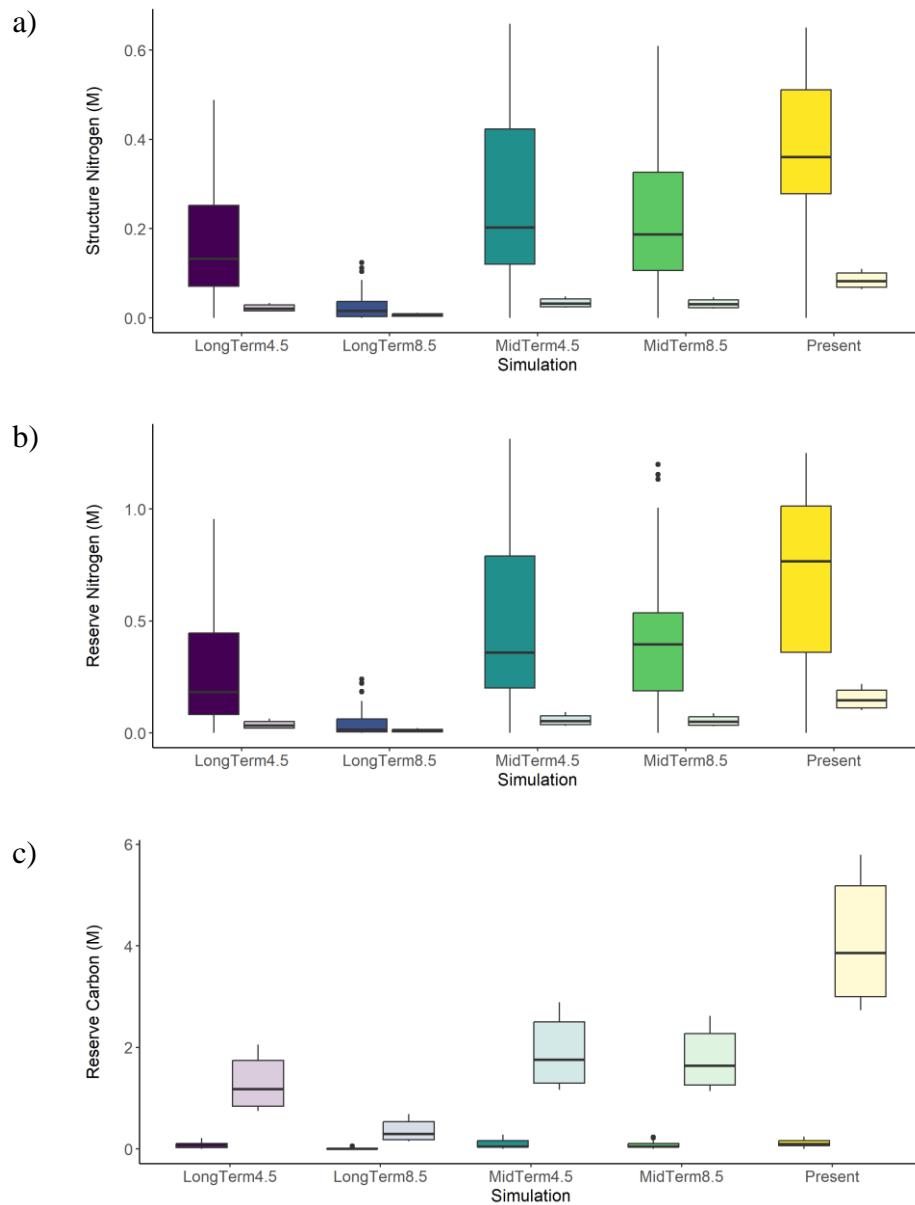 a)
Structure Nitrogen (M)
0.6
0.4
0.2
0.0
LongTerm4.5 LongTerm8.5 MidTerm4.5 MidTerm8.5 Present
Simulation
b)
Reserve Nitrogen (M)
1.0
0.5
0.0
LongTerm4.5 LongTerm8.5 MidTerm4.5 MidTerm8.5 Present
Simulation
c)
Reserve Carbon (M)
6
4
2
0
LongTerm4.5 LongTerm8.5 MidTerm4.5 MidTerm8.5 Present
Simulation